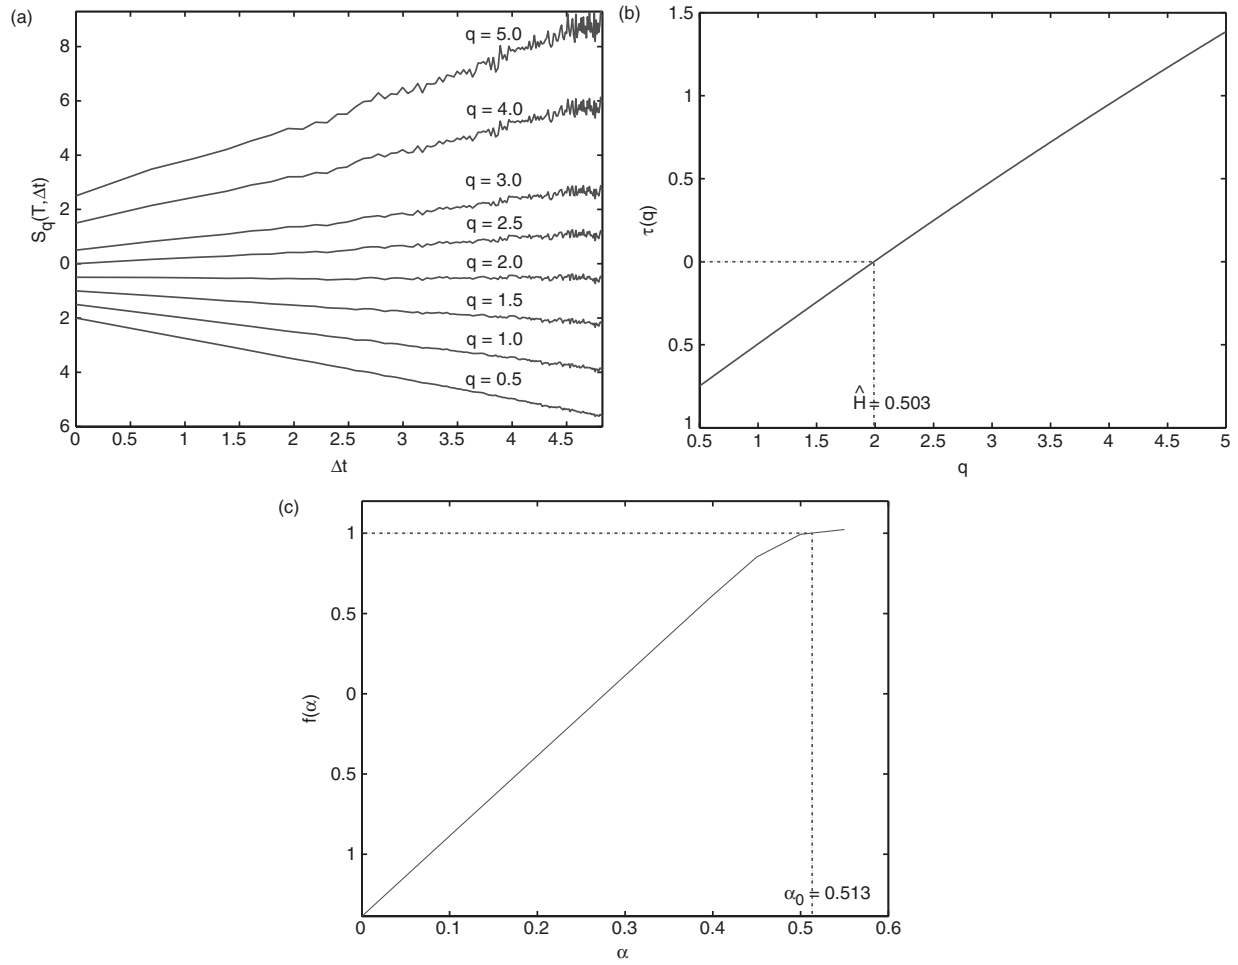 (a)
S_q(T,Δt)
8
6
4
2
0
2
4
6
q = 5.0
q = 4.0
q = 3.0
q = 2.5
q = 2.0
q = 1.5
q = 1.0
q = 0.5
0 0.5 1 1.5 2 2.5 3 3.5 4 4.5
Δt
(b)
τ(q)
1.5
1
0.5
0
0.5
1
Ĥ = 0.503
0.5 1 1.5 2 2.5 3 3.5 4 4.5 5
q
(c)
f(α)
1
0.5
0
0.5
1
α₀ = 0.513
0 0.1 0.2 0.3 0.4 0.5 0.6
α